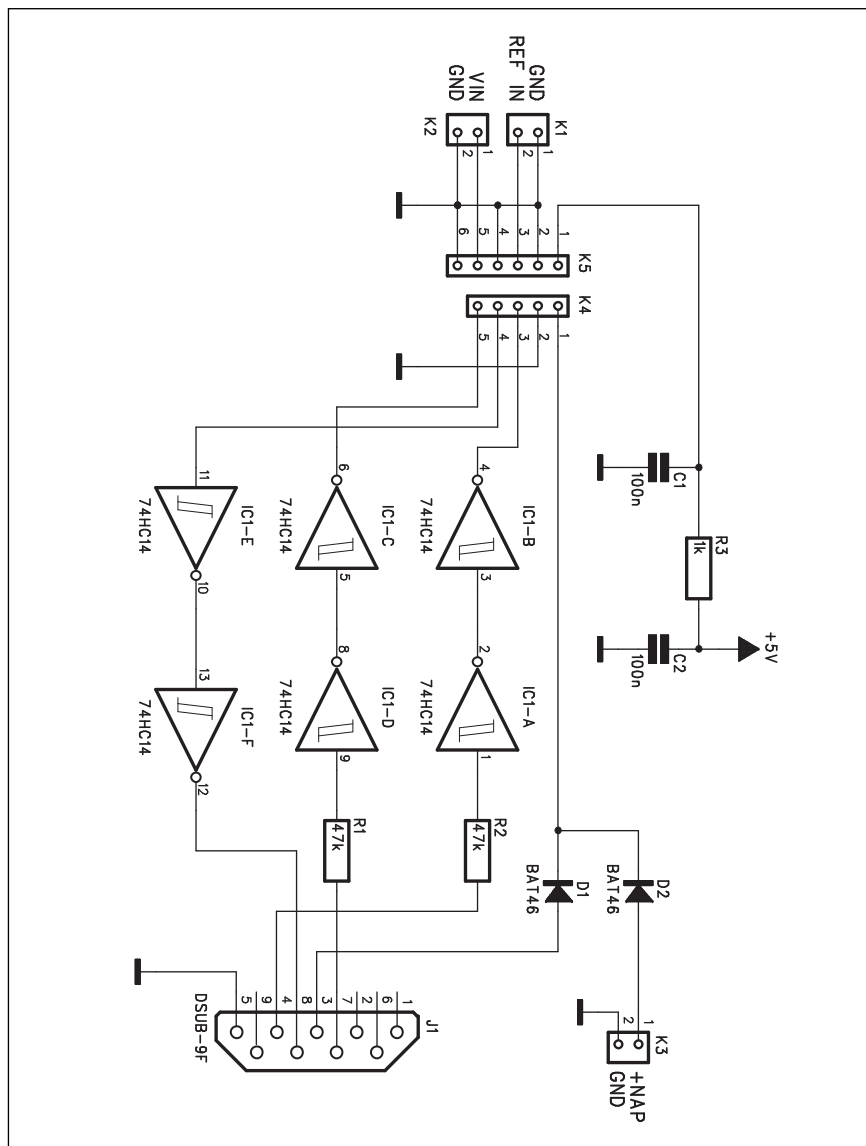 +5V
R3
1k
C1
100n
C2
100n
K3
1
2
+NAP
GND
D2
BAT46
D1
BAT46
K1
1
2
GND
REF IN
K2
1
2
VIN
GND
K5
1
2
3
4
5
6
K4
1
2
3
4
5
IC1-B
4
3
74HC14
IC1-A
2
1
74HC14
R2
47k
IC1-C
6
5
74HC14
IC1-D
8
9
74HC14
R1
47k
IC1-E
11
10
74HC14
IC1-F
13
12
74HC14
J1
1
6
2
7
3
8
4
9
5
DSUB-9F